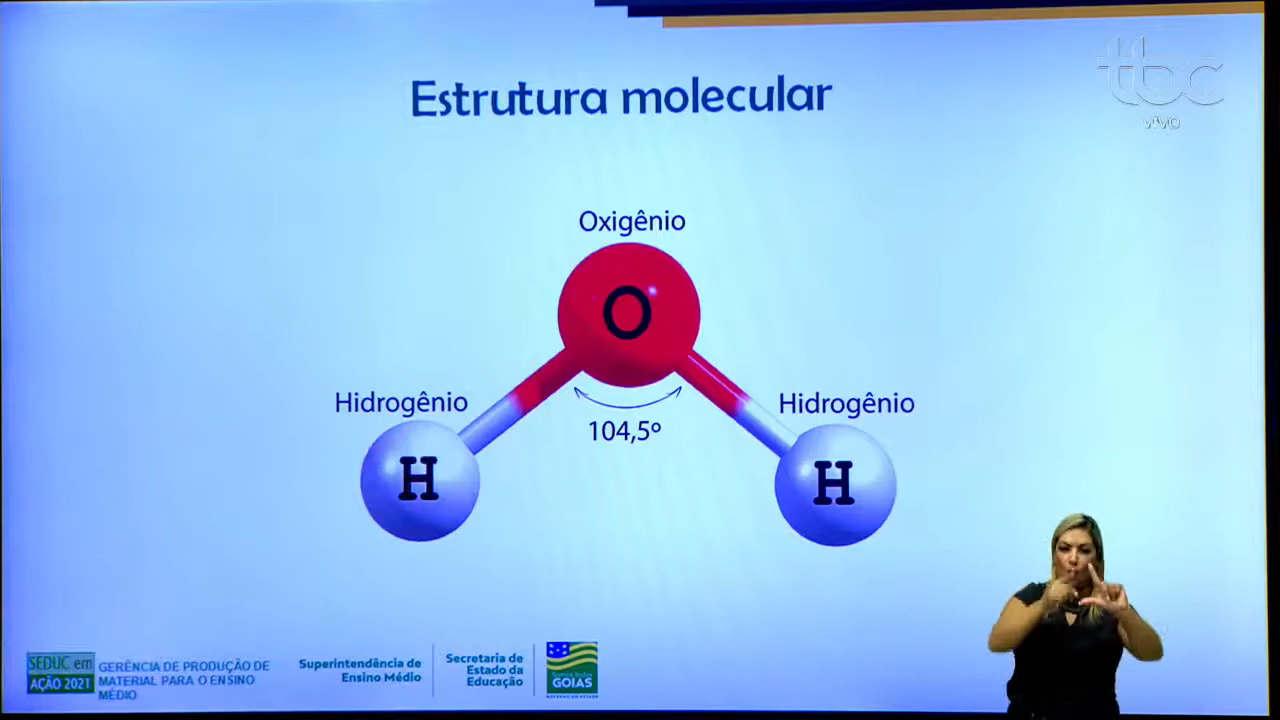 tbc
VIVO
Estrutura molecular
Oxigênio
O
Hidrogênio
Hidrogênio
104,5º
H
H
SEDUC em
AÇÃO 2021
GERÊNCIA DE PRODUÇÃO DE
MATERIAL PARA O ENSINO
MÉDIO
Superintendência de
Ensino Médio
Secretaria de
Estado da
Educação
GOIÁS